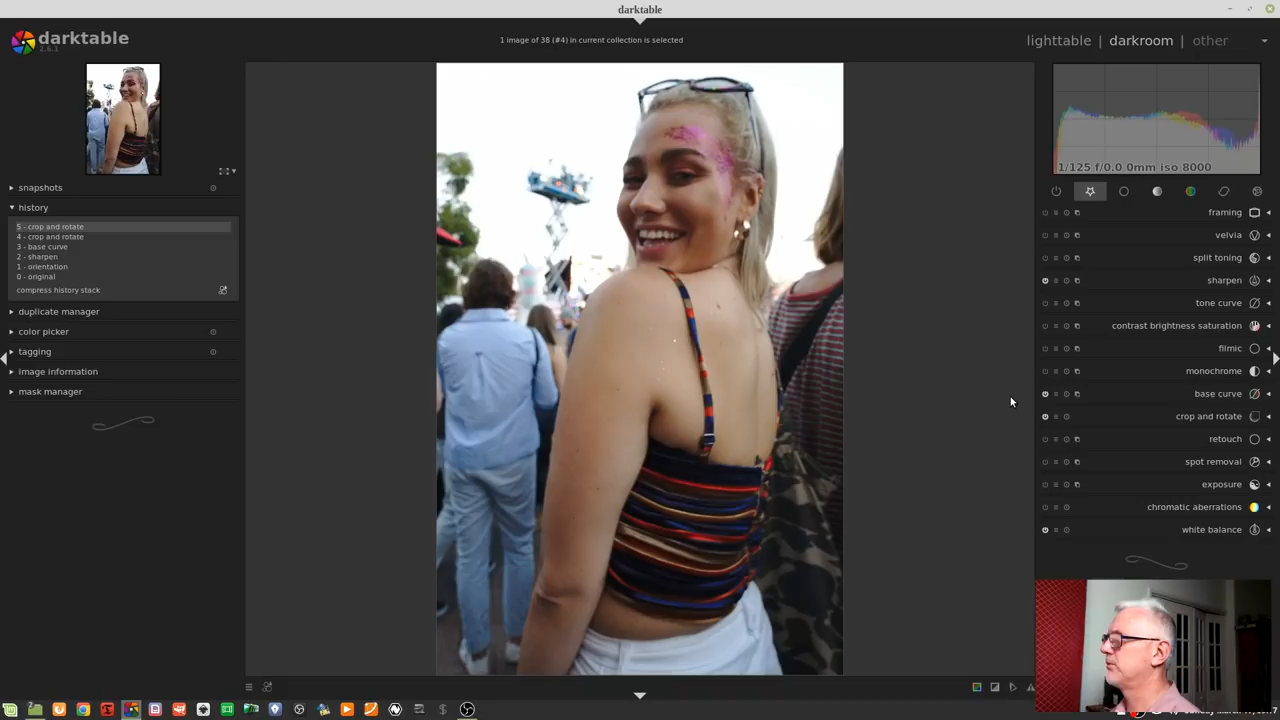 darktable
darktable
2.6.1
1 image of 38 (#4) in current collection is selected
lighttable | darkroom | other
1/125 f/0.0 0mm iso 8000
snapshots
history
5 - crop and rotate
4 - crop and rotate
3 - base curve
2 - sharpen
1 - orientation
0 - original
compress history stack
duplicate manager
color picker
tagging
image information
mask manager
framing
velvia
split toning
sharpen
tone curve
contrast brightness saturation
filmic
monochrome
base curve
crop and rotate
retouch
spot removal
exposure
chromatic aberrations
white balance